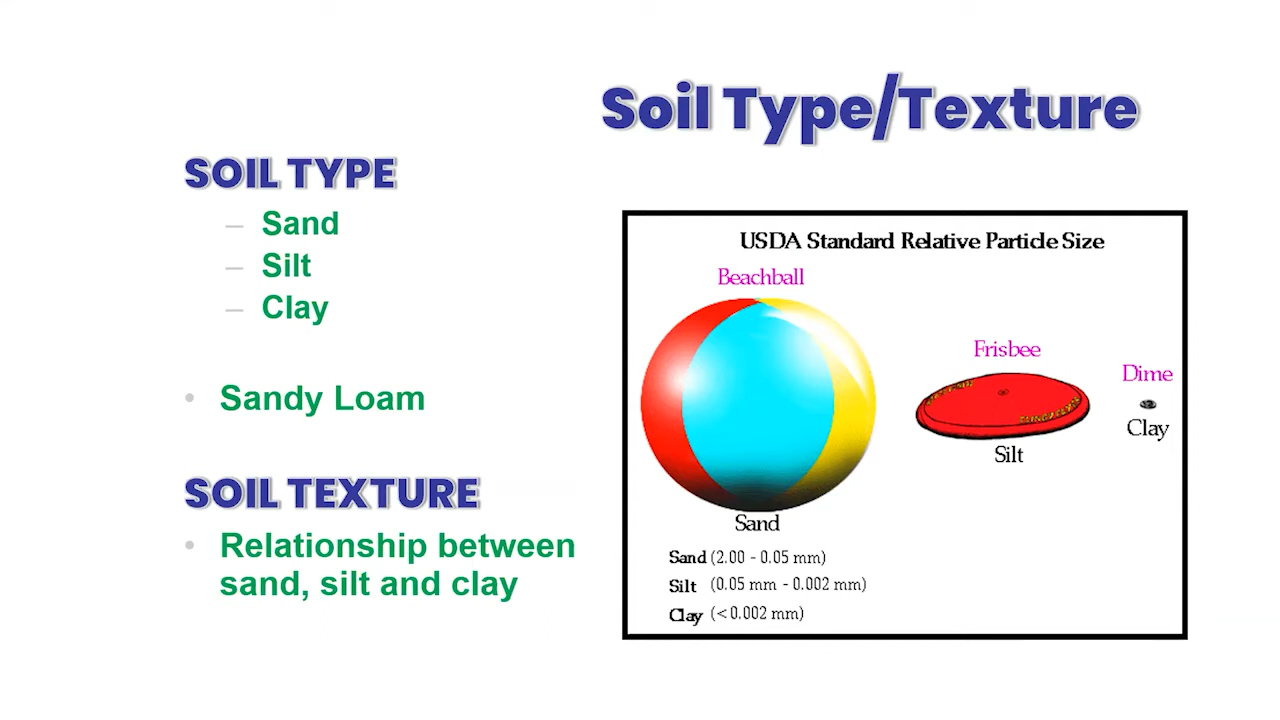 Soil Type/Texture
SOIL TYPE
– Sand
– Silt
– Clay
• Sandy Loam
SOIL TEXTURE
• Relationship between
sand, silt and clay
USDA Standard Relative Particle Size
Beachball
Sand
Frisbee
Silt
Dime
Clay
Sand (2.00 - 0.05 mm)
Silt (0.05 mm - 0.002 mm)
Clay (< 0.002 mm)